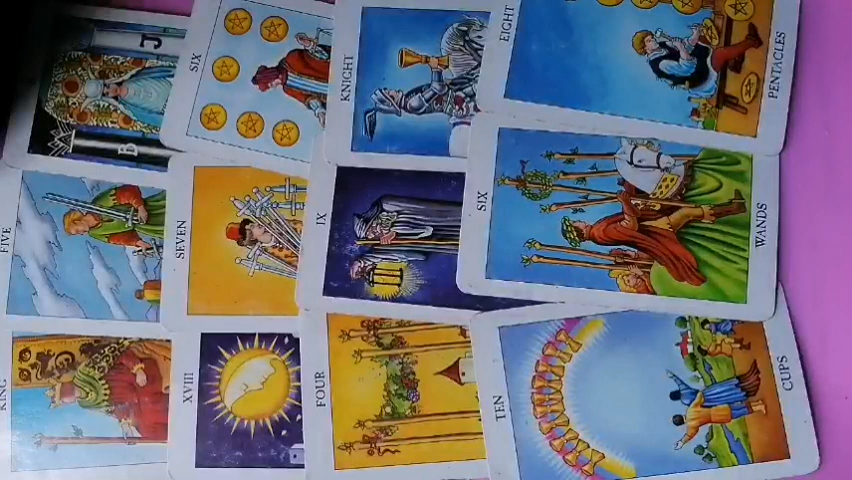 J
B
SIX
KNIGHT
EIGHT
PENTACLES
FIVE
SEVEN
IX
SIX
WANDS
KING
XVIII
FOUR
TEN
CUPS